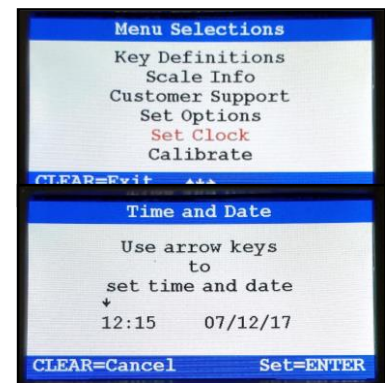 Menu Selections
Key Definitions
Scale Info
Customer Support
Set Options
Set Clock
Calibrate
CLEAR=Exit
Time and Date
Use arrow keys
to
set time and date
12:15 07/12/17
CLEAR=Cancel Set=ENTER